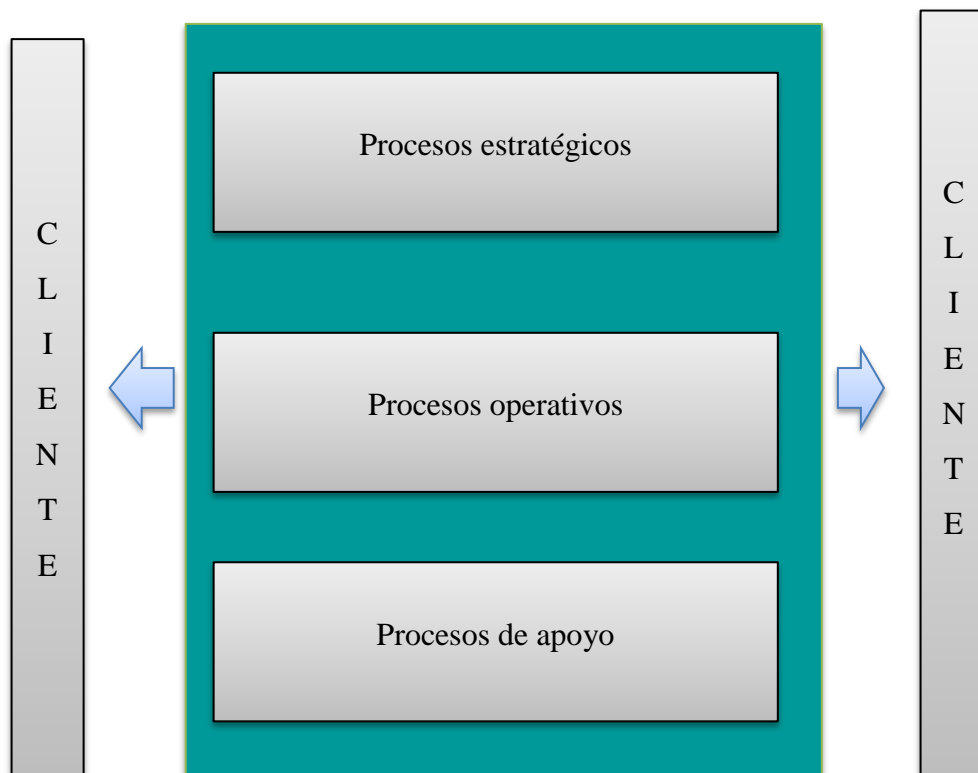 C
L
I
E
N
T
E
Procesos estratégicos
Procesos operativos
Procesos de apoyo
C
L
I
E
N
T
E